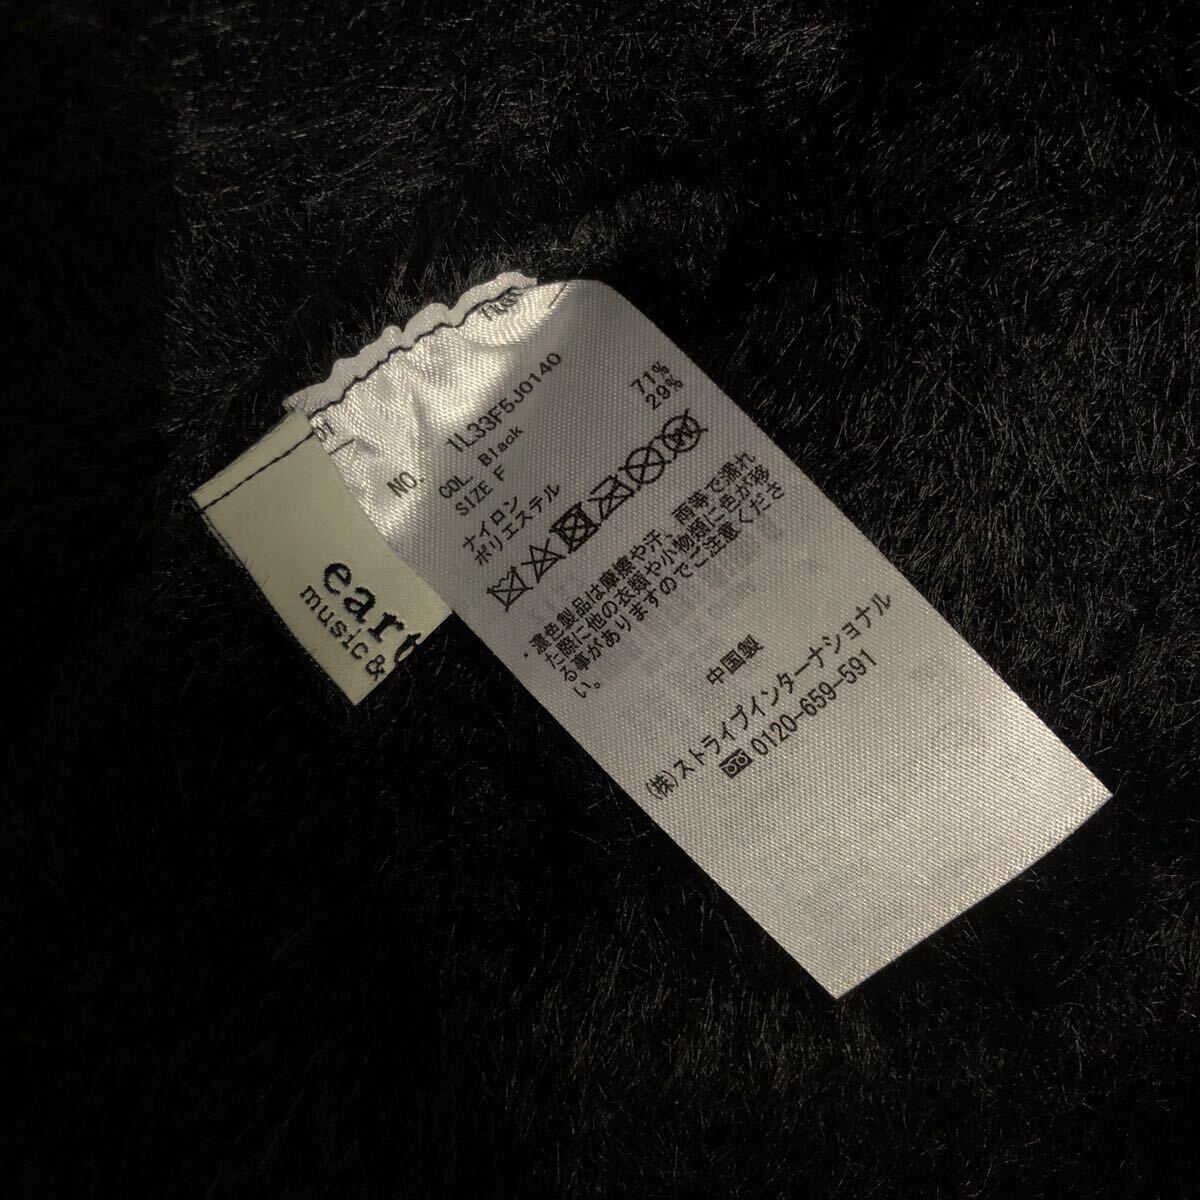 NO. 1L33F5J0140
COL. Black
SIZE F
ナイロン 71%
ポリエステル 29%
・濃色製品は摩擦や汗、雨等で濡れ
た際に他の衣類や小物類に色が移
る事がありますのでご注意くださ
い。
中国製
(株)ストライプインターナショナル
0120-659-591
music&